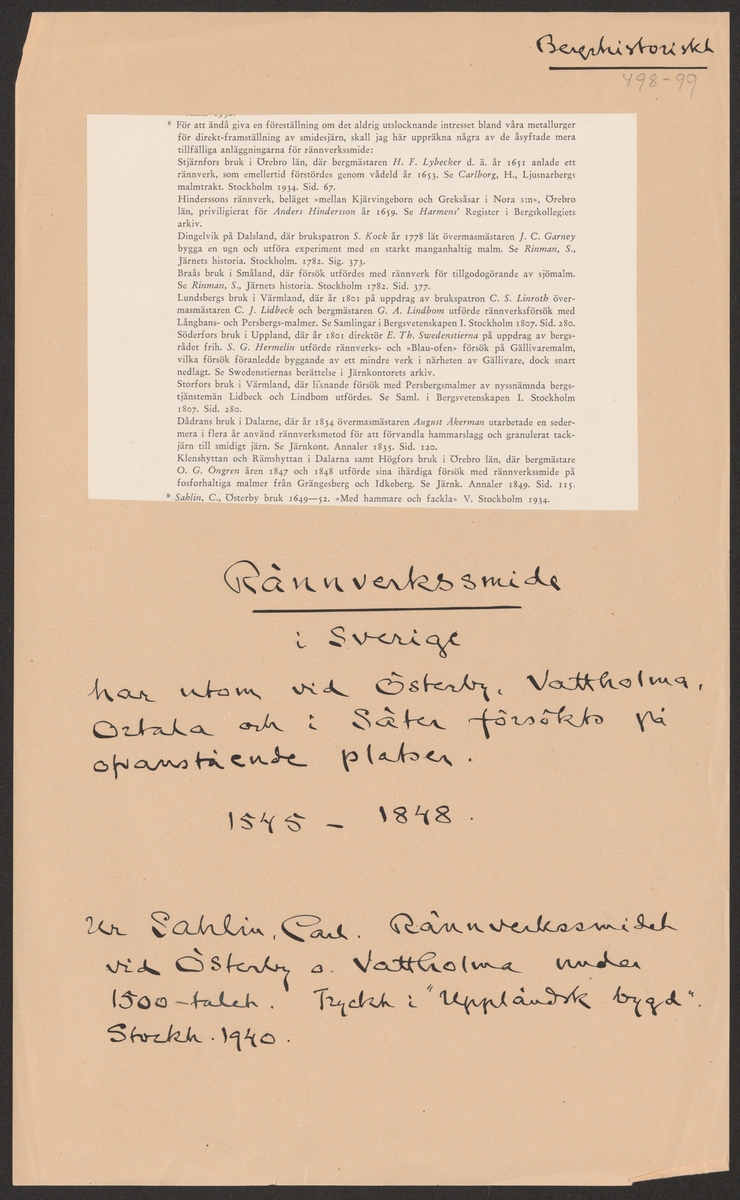 Berghistoriskt
498-99
⁸ För att ändå giva en föreställning om det aldrig utslocknande intresset bland våra metallurger
för direkt-framställning av smidesjärn, skall jag här uppräkna några av de åsyftade mera
tillfälliga anläggningarna för rännverkssmide:
Stjärnfors bruk i Örebro län, där bergmästaren H. F. Lybecker d. ä. år 1651 anlade ett
rännverk, som emellertid förstördes genom vådeld år 1653. Se Carlborg, H., Ljusnarbergs
malmtrakt. Stockholm 1934. Sid. 67.
Hinderssons rännverk, beläget »mellan Kjärvingeborn och Greksåsar i Nora s:n», Örebro
län, priviligierat för Anders Hindersson år 1659. Se Harmens' Register i Bergskollegiets
arkiv.
Dingelvik på Dalsland, där brukspatron S. Kock år 1778 lät övermasmästaren J. C. Garney
bygga en ugn och utföra experiment med en starkt manganhaltig malm. Se Rinman, S.,
Järnets historia. Stockholm. 1782. Sig. 373.
Braås bruk i Småland, där försök utfördes med rännverk för tillgodogörande av sjömalm.
Se Rinman, S., Järnets historia. Stockholm 1782. Sid. 377.
Lundsbergs bruk i Värmland, där år 1801 på uppdrag av brukspatron C. S. Linroth över-
masmästaren C. J. Lidbeck och bergmästaren G. A. Lindbom utförde rännverksförsök med
Långbans- och Persbergs-malmer. Se Samlingar i Bergsvetenskapen I. Stockholm 1807. Sid. 280.
Söderfors bruk i Uppland, där år 1801 direktör E. Th. Swedenstierna på uppdrag av bergs-
rådet frih. S. G. Hermelin utförde rännverks- och »Blau-ofen» försök på Gällivaremalm,
vilka försök föranledde byggande av ett mindre verk i närheten av Gällivare, dock snart
nedlagt. Se Swedenstiernas berättelse i Järnkontorets arkiv.
Storfors bruk i Värmland, där liknande försök med Persbergsmalmer av nyssnämnda bergs-
tjänstemän Lidbeck och Lindbom utfördes. Se Saml. i Bergsvetenskapen I. Stockholm
1807. Sid. 280.
Dådrans bruk i Dalarne, där år 1834 övermasmästaren August Åkerman utarbetade en seder-
mera i flera år använd rännverksmetod för att förvandla hammarslagg och granulerat tack-
järn till smidigt järn. Se Järnkont. Annaler 1835. Sid. 120.
Klenshyttan och Rämshyttan i Dalarna samt Högfors bruk i Örebro län, där bergmästare
O. G. Öngren åren 1847 och 1848 utförde sina ihärdiga försök med rännverkssmide på
fosforhaltiga malmer från Grängesberg och Idkeberg. Se Järnk. Annaler 1849. Sid. 115.
⁹ Sahlin, C., Österby bruk 1649—52. »Med hammare och fackla» V. Stockholm 1934.
Rännverkssmide
i Sverige
har utom vid Österby, Vattholma,
Ortala och i Säter försökts på
ovanstående platser.
1545 – 1848.
Ur Sahlin, Carl. Rännverkssmidet
vid Österby o. Vattholma under
1500-talet. Tryckt i "Uppländsk bygd".
Stockh. 1940.